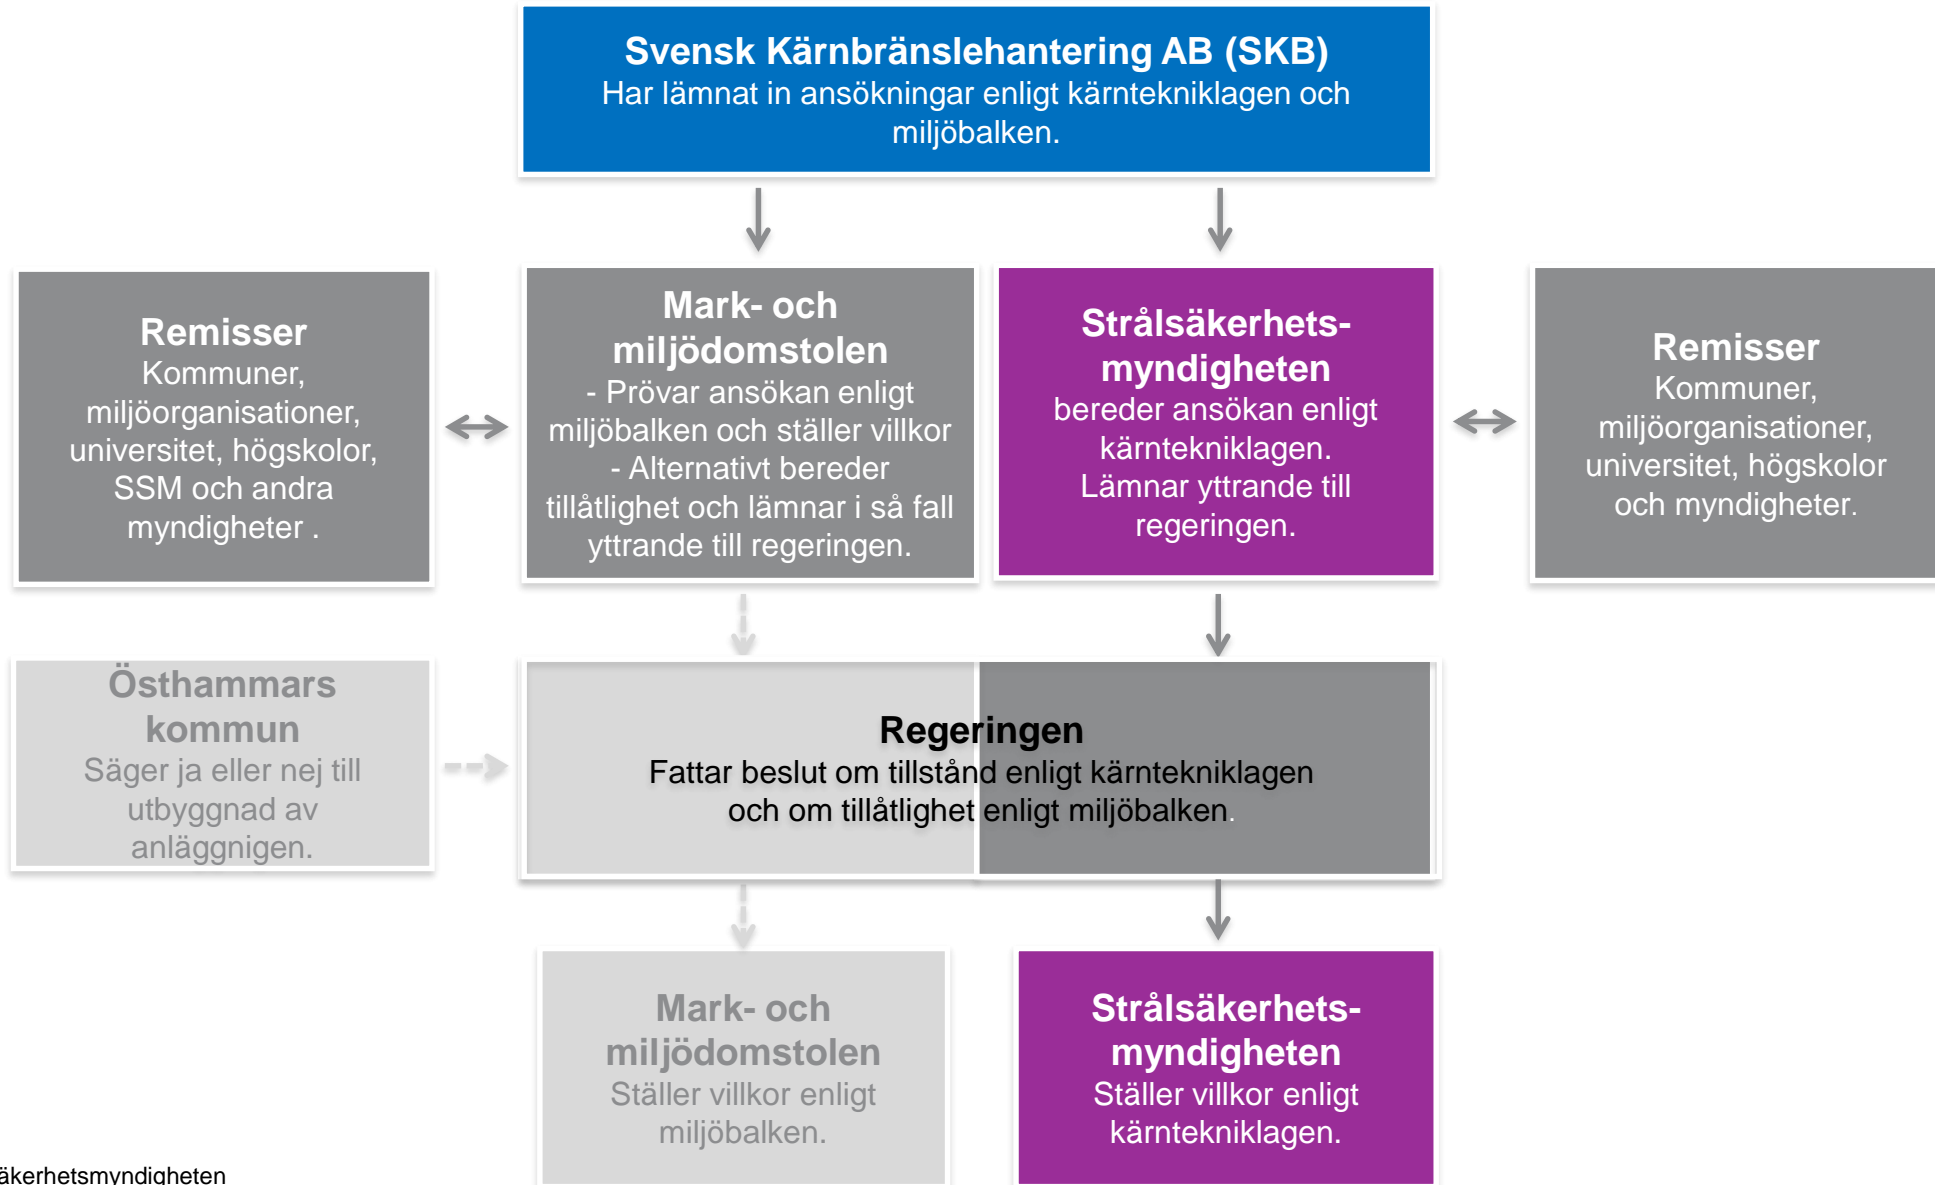 Svensk Kärnbränslehantering AB (SKB)
Har lämnat in ansökningar enligt kärntekniklagen och
miljöbalken.
Remisser
Kommuner,
miljöorganisationer,
universitet, högskolor,
SSM och andra
myndigheter .
Mark- och
miljödomstolen
- Prövar ansökan enligt
miljöbalken och ställer villkor
- Alternativt bereder
tillåtlighet och lämnar i så fall
yttrande till regeringen.
Strålsäkerhets-
myndigheten
bereder ansökan enligt
kärntekniklagen.
Lämnar yttrande till
regeringen.
Remisser
Kommuner,
miljöorganisationer,
universitet, högskolor
och myndigheter.
Östhammars
kommun
Säger ja eller nej till
utbyggnad av
anläggnigen.
Regeringen
Fattar beslut om tillstånd enligt kärntekniklagen
och om tillåtlighet enligt miljöbalken.
Mark- och
miljödomstolen
Ställer villkor enligt
miljöbalken.
Strålsäkerhets-
myndigheten
Ställer villkor enligt
kärntekniklagen.
äkerhetsmyndigheten